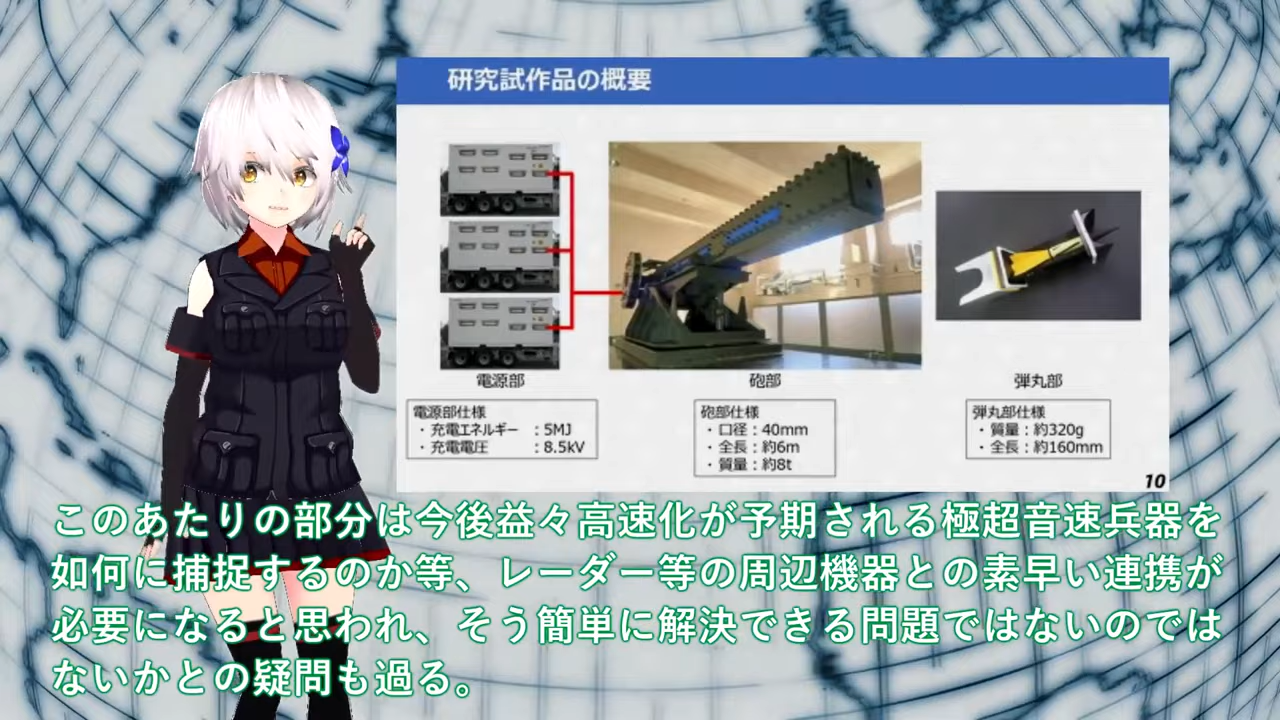 研究試作品の概要
電源部
砲部
弾丸部
電源部仕様
・充電エネルギー ：5MJ
・充電電圧 ：8.5kV
砲部仕様
・口径：40mm
・全長：約6m
・質量：約8t
弾丸部仕様
・質量：約320g
・全長：約160mm
10
このあたりの部分は今後益々高速化が予期される極超音速兵器を
如何に捕捉するのか等、レーダー等の周辺機器との素早い連携が
必要になると思われ、そう簡単に解決できる問題ではないのでは
ないかとの疑問も過る。